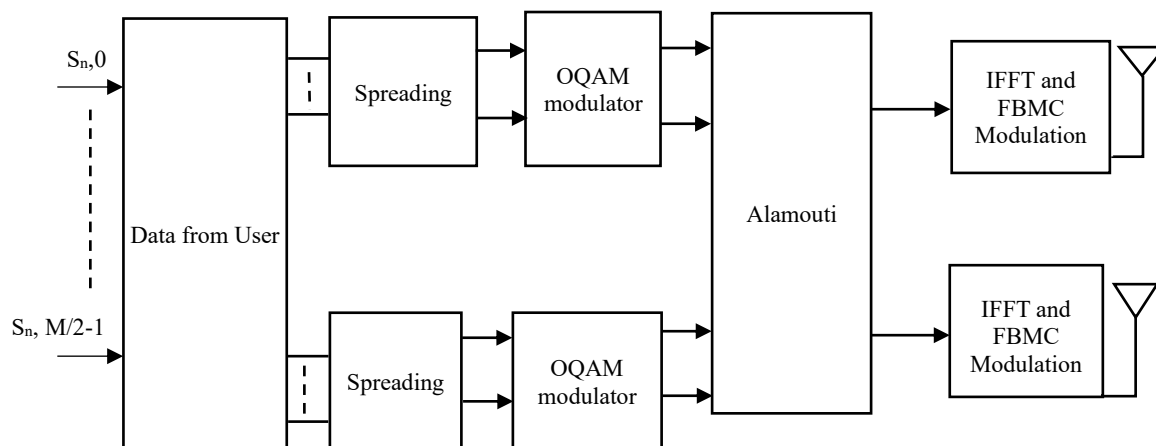 Sn,0
Data from User
Sn, M/2-1
Spreading
OQAM
modulator
Alamouti
IFFT and
FBMC
Modulation
Spreading
OQAM
modulator
IFFT and
FBMC
Modulation